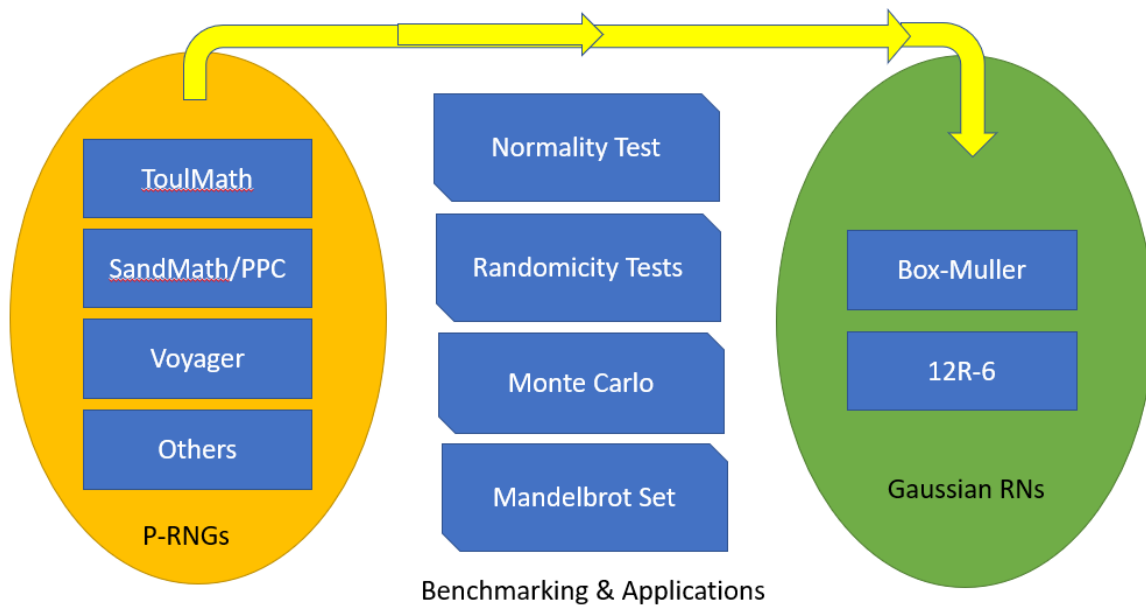 ToulMath
SandMath/PPC
Voyager
Others
P-RNGs
Normality Test
Randomicity Tests
Monte Carlo
Mandelbrot Set
Benchmarking & Applications
Box-Muller
12R-6
Gaussian RNs